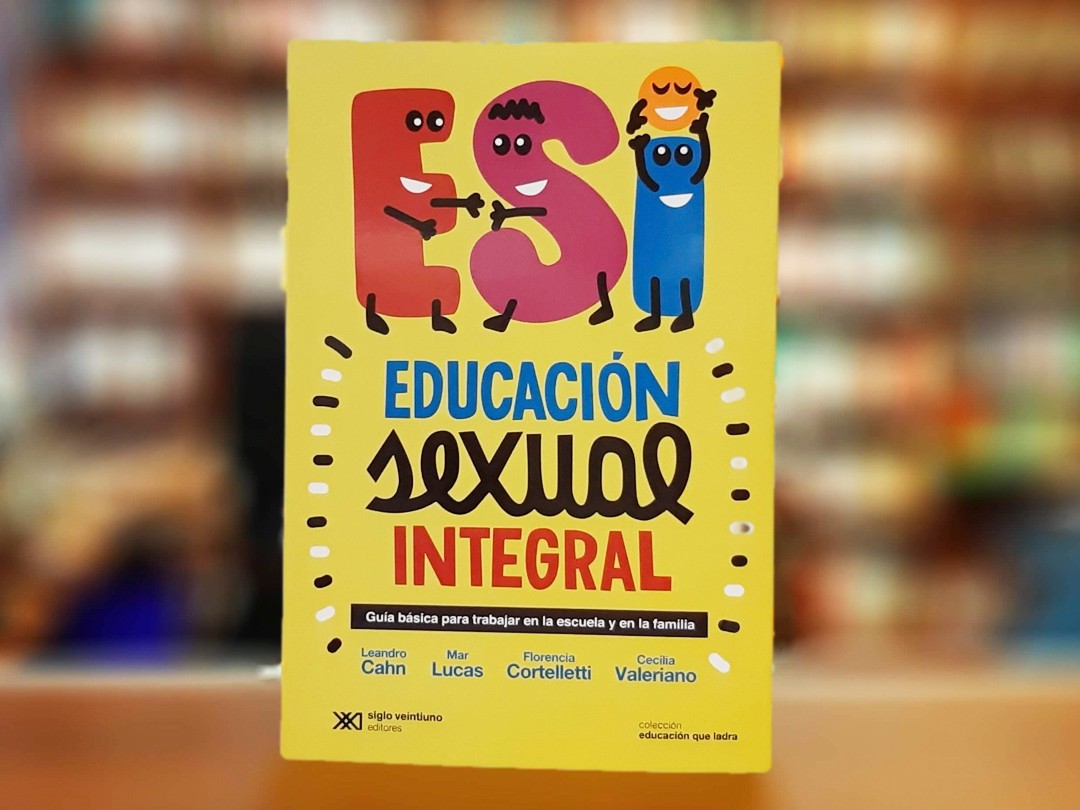 ESi
EDUCACIÓN
sexual
INTEGRAL
Guía básica para trabajar en la escuela y en la familia
Leandro Cahn
Mar Lucas
Florencia Cortelletti
Cecilia Valeriano
siglo veintiuno
editores
colección
educación que ladra